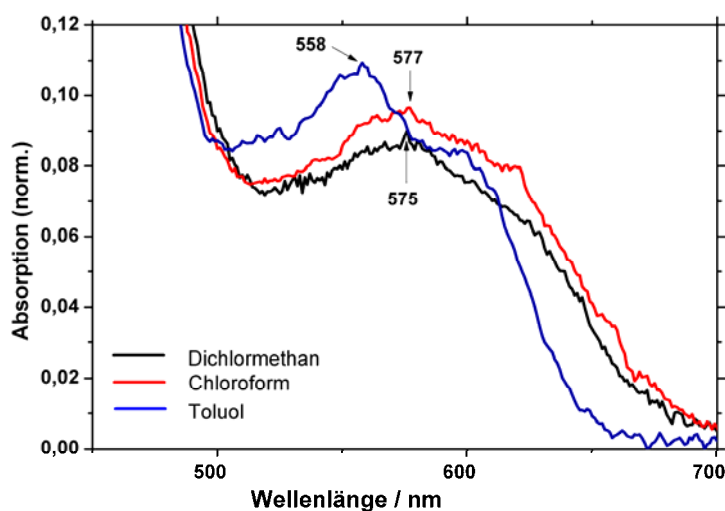 0,12
0,10
0,08
0,06
0,04
0,02
0,00
Absorption (norm.)
558
577
575
Dichlormethan
Chloroform
Toluol
500
600
700
Wellenlänge / nm